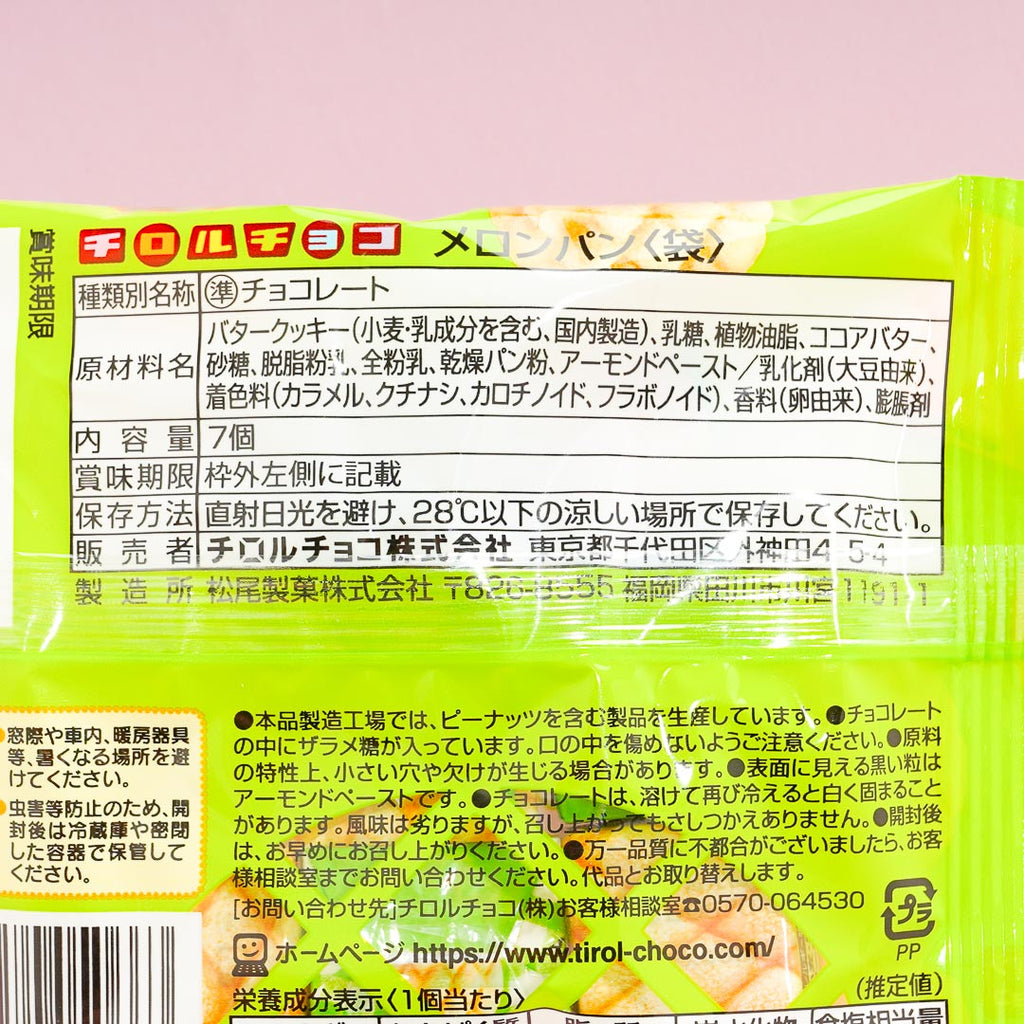 チロルチョコ メロンパン〈袋〉
賞味期限
種類別名称 準チョコレート
原材料名 バタークッキー(小麦・乳成分を含む、国内製造)、乳糖、植物油脂、ココアバター、
砂糖、脱脂粉乳、全粉乳、乾燥パン粉、アーモンドペースト/乳化剤(大豆由来)、
着色料(カラメル、クチナシ、カロチノイド、フラボノイド)、香料(卵由来)、膨脹剤
内容量 7個
賞味期限 枠外左側に記載
保存方法 直射日光を避け、28℃以下の涼しい場所で保存してください。
販売者 チロルチョコ株式会社 東京都千代田区外神田4-5-4
製造所 松尾製菓株式会社 〒826-8555 福岡県田川市川宮1191-1
窓際や車内、暖房器具
等、暑くなる場所を避
けてください。
虫害等防止のため、開
封後は冷蔵庫や密閉
した容器で保管して
ください。
●本品製造工場では、ピーナッツを含む製品を生産しています。●チョコレート
の中にザラメ糖が入っています。口の中を傷めないようご注意ください。●原料
の特性上、小さい穴や欠けが生じる場合があります。●表面に見える黒い粒は
アーモンドペーストです。●チョコレートは、溶けて再び冷えると白く固まること
があります。風味は劣りますが、召し上がってもさしつかえありません。●開封後
は、お早めにお召し上がりください。●万一品質に不都合がございましたら、お客
様相談室までお問い合わせください。代品とお取り替えします。
[お問い合わせ先]チロルチョコ(株)お客様相談室☎0570-064530
ホームページ https://www.tirol-choco.com/
プラ
PP
栄養成分表示〈1個当たり〉
(推定値)